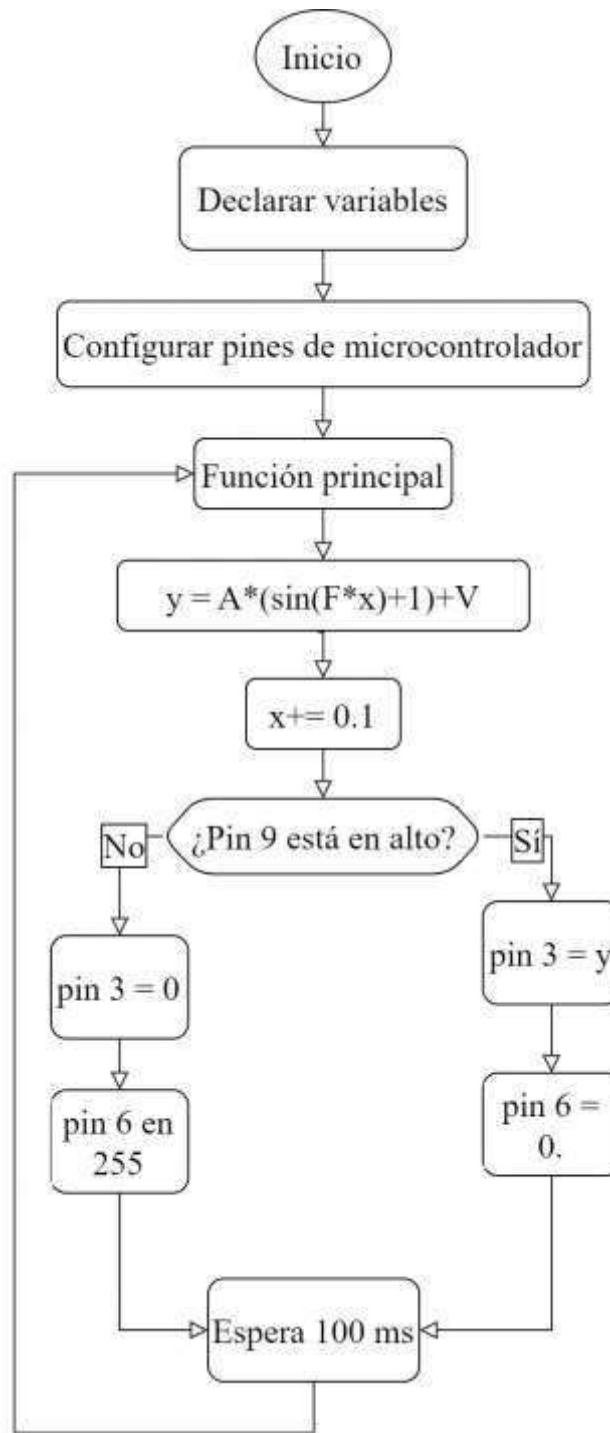 Inicio
Declarar variables
Configurar pines de microcontrolador
Función principal
y = A*(sin(F*x)+1)+V
x+= 0.1
¿Pin 9 está en alto?
No
Sí
pin 3 = 0
pin 3 = y
pin 6 en
255
pin 6 =
0.
Espera 100 ms